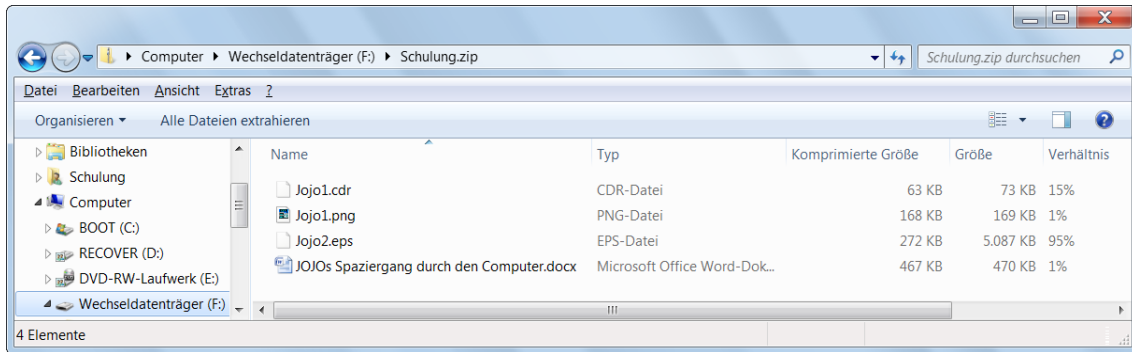 Computer ▸ Wechseldatenträger (F:) ▸ Schulung.zip
Schulung.zip durchsuchen
Datei Bearbeiten Ansicht Extras ?
Organisieren Alle Dateien extrahieren
Bibliotheken
Schulung
Computer
BOOT (C:)
RECOVER (D:)
DVD-RW-Laufwerk (E:)
Wechseldatenträger (F:)
Name Typ Komprimierte Größe Größe Verhältnis
Jojo1.cdr CDR-Datei 63 KB 73 KB 15%
Jojo1.png PNG-Datei 168 KB 169 KB 1%
Jojo2.eps EPS-Datei 272 KB 5.087 KB 95%
JOJOs Spaziergang durch den Computer.docx Microsoft Office Word-Dok... 467 KB 470 KB 1%
4 Elemente